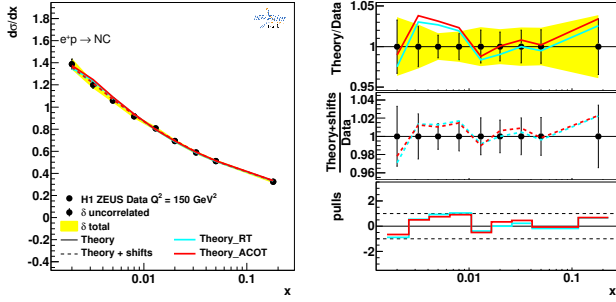 dσ/dx
1.8
1.6
1.4
1.2
1
0.8
0.6
0.4
0.2
0
-0.2
-0.4
e⁺p → NC
H1 ZEUS Data Q² = 150 GeV²
δ uncorrelated
δ total
Theory
Theory + shifts
Theory_RT
Theory_ACOT
0.01
0.1
x
Theory/Data
1.05
1
0.95
Theory+shifts
Data
1.04
1.02
1
0.98
0.96
pulls
2
0
-2
0.01
0.1
x